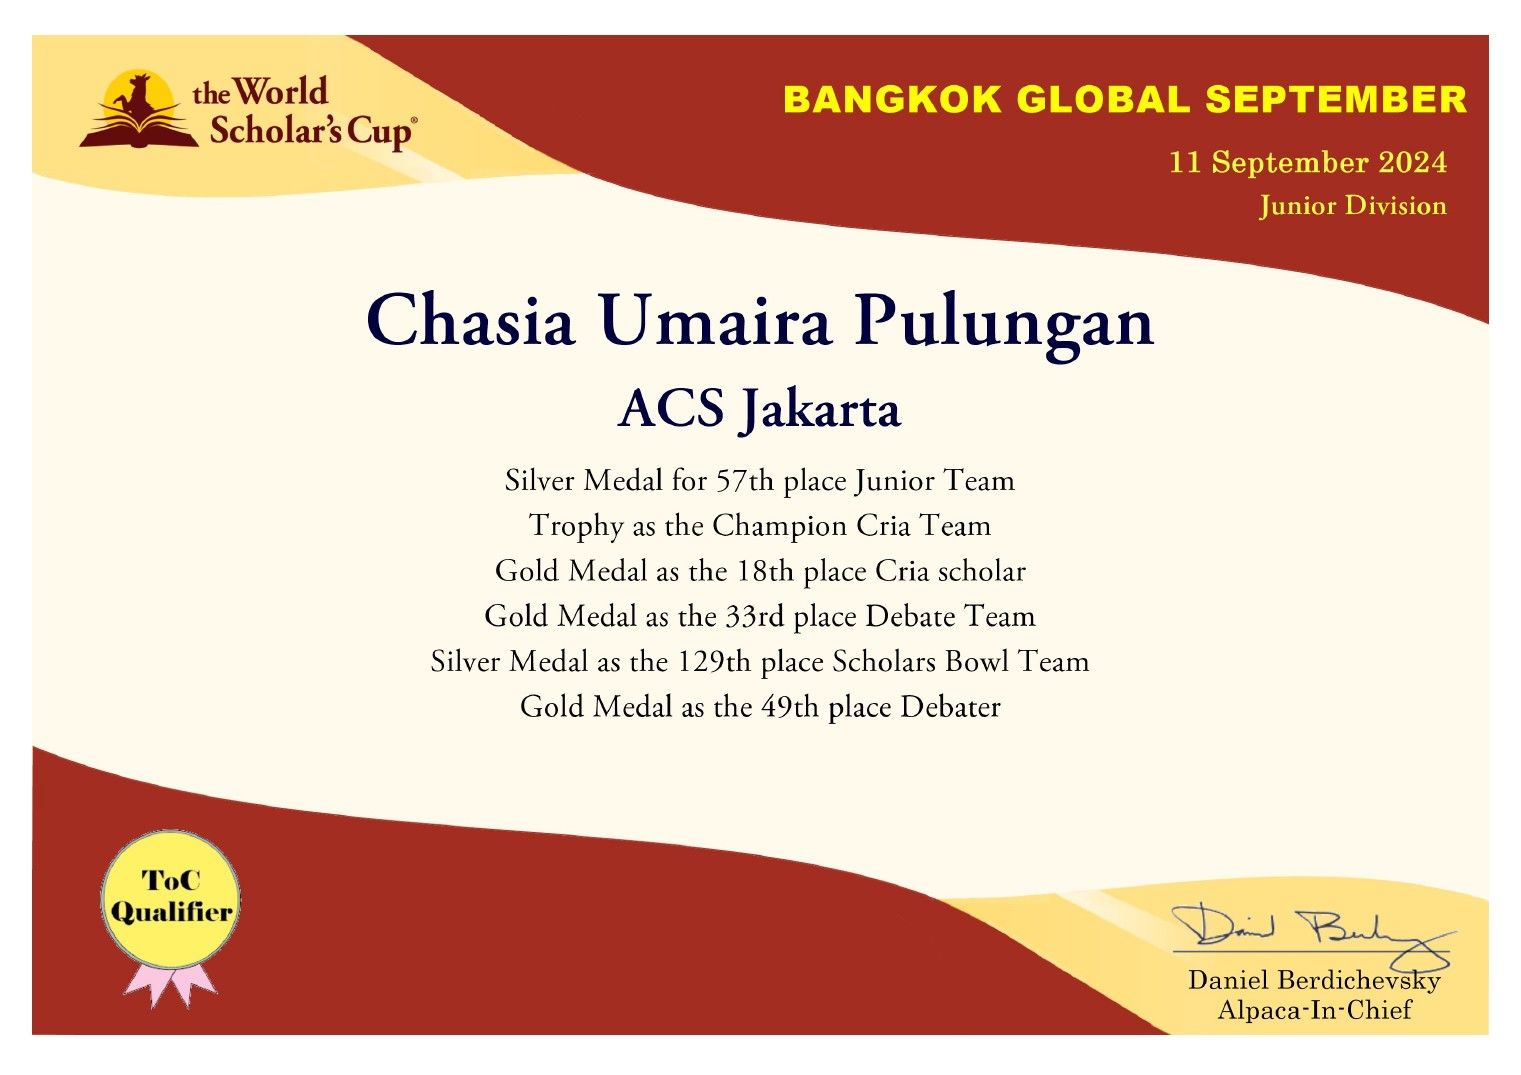 the World
Scholar's Cup®
BANGKOK GLOBAL SEPTEMBER
11 September 2024
Junior Division
Chasia Umaira Pulungan
ACS Jakarta
Silver Medal for 57th place Junior Team
Trophy as the Champion Cria Team
Gold Medal as the 18th place Cria scholar
Gold Medal as the 33rd place Debate Team
Silver Medal as the 129th place Scholars Bowl Team
Gold Medal as the 49th place Debater
ToC
Qualifier
Daniel Berdichevsky
Alpaca-In-Chief